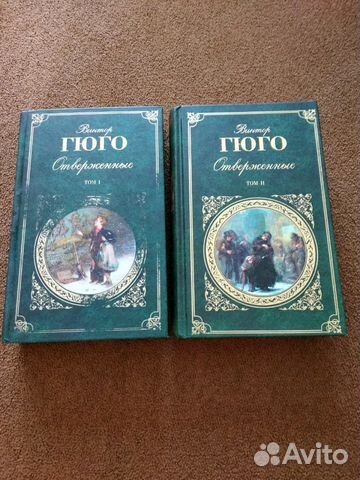 Виктор
ГЮГО
Отверженные
ТОМ I
Виктор
ГЮГО
Отверженные
ТОМ II
Avito